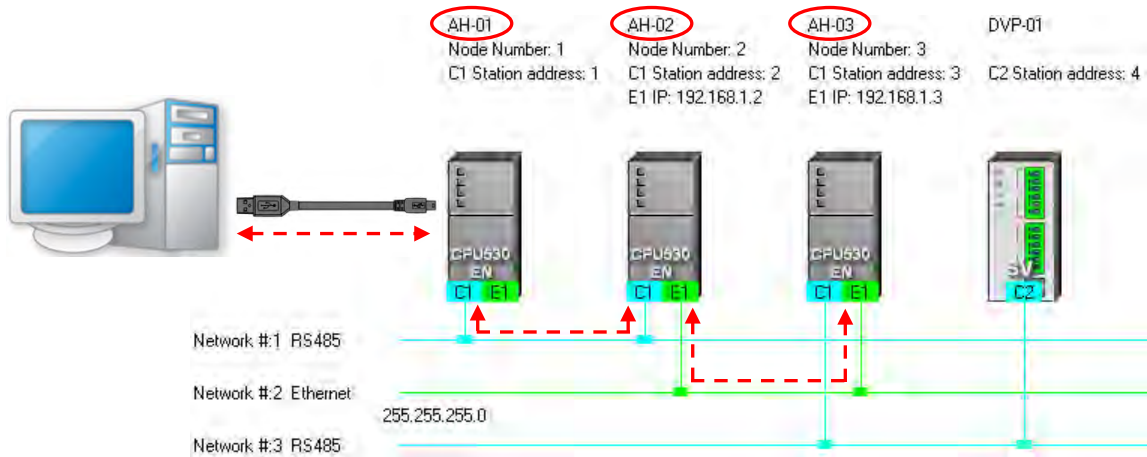 AH-01
Node Number: 1
C1 Station address: 1
AH-02
Node Number: 2
C1 Station address: 2
E1 IP: 192.168.1.2
AH-03
Node Number: 3
C1 Station address: 3
E1 IP: 192.168.1.3
DVP-01
C2 Station address: 4
CPU530
EN
C1 E1
CPU530
EN
C1 E1
CPU530
EN
C1 E1
SV
C2
Network #:1 RS485
Network #:2 Ethernet
255.255.255.0
Network #:3 RS485